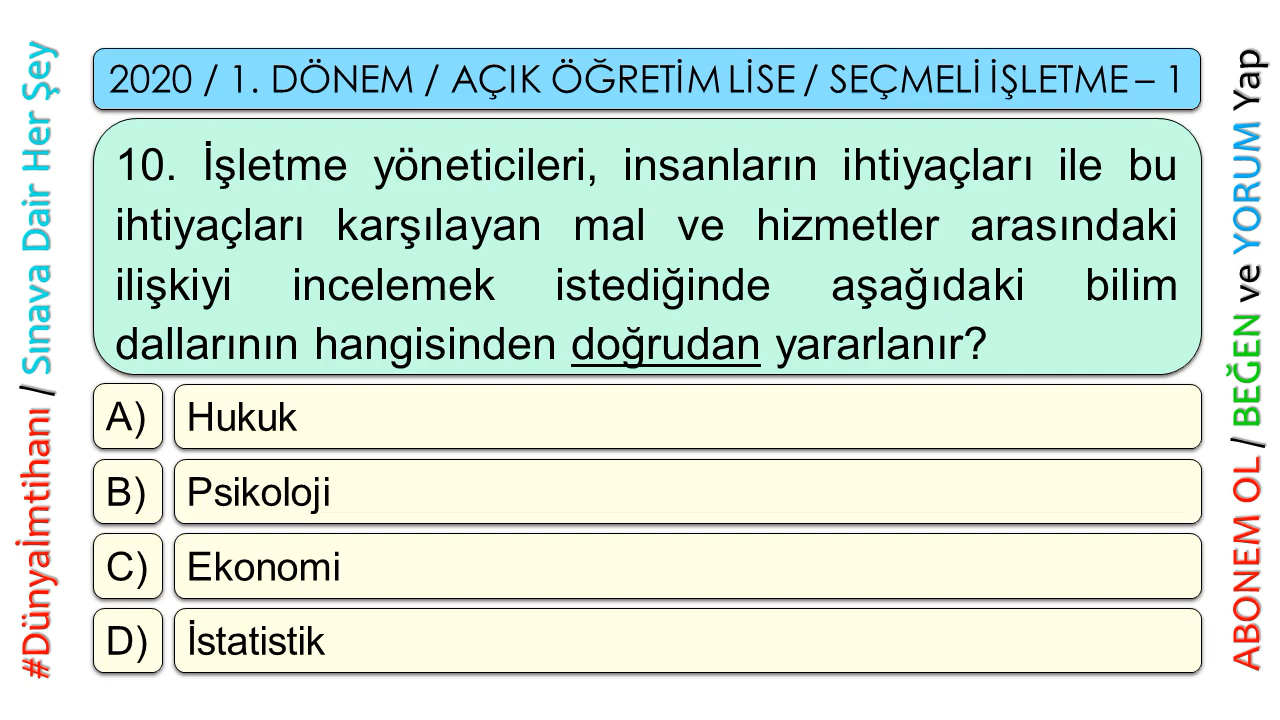 2020 / 1. DÖNEM / AÇIK ÖĞRETİM LİSE / SEÇMELİ İŞLETME – 1
10. İşletme yöneticileri, insanların ihtiyaçları ile bu
ihtiyaçları karşılayan mal ve hizmetler arasındaki
ilişkiyi incelemek istediğinde aşağıdaki bilim
dallarının hangisinden doğrudan yararlanır?
A) Hukuk
B) Psikoloji
C) Ekonomi
D) İstatistik
#Dünyaİmtihanı / Sınava Dair Her Şey
ABONEM OL / BEĞEN ve YORUM Yap